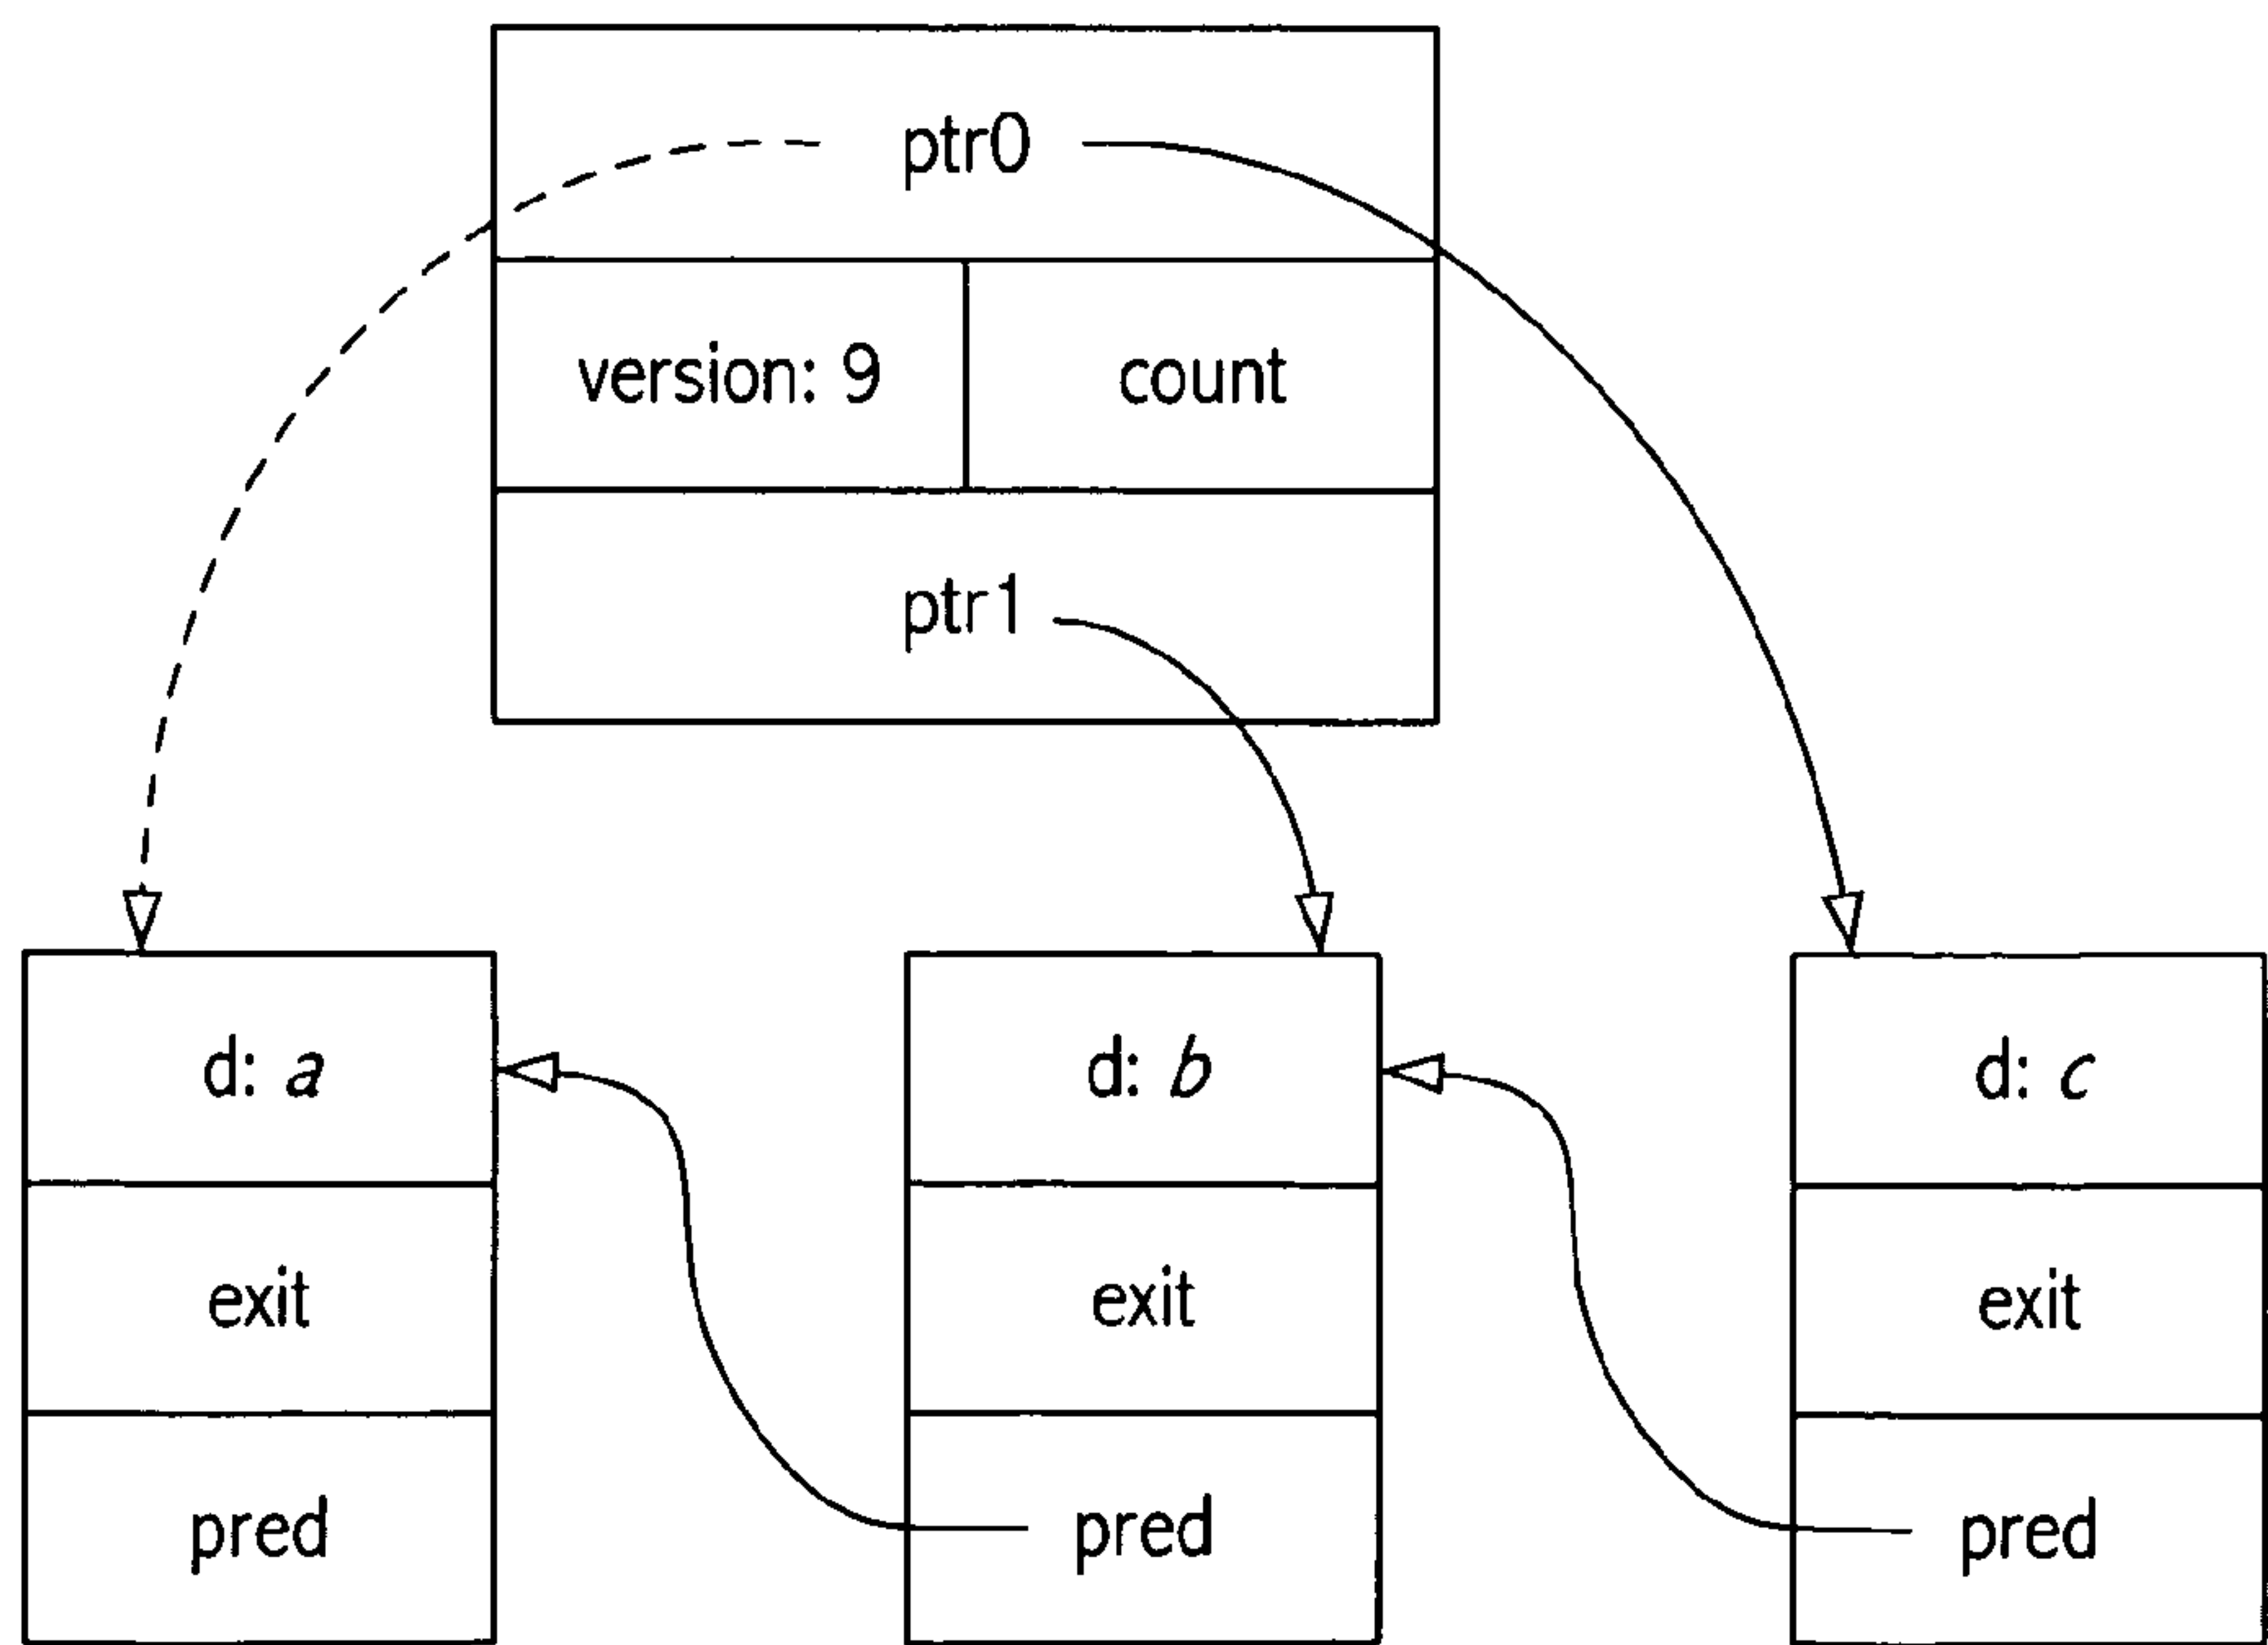 ptr0
version: 9 count
ptr1
d: a d: b d: c
exit exit exit
pred pred pred